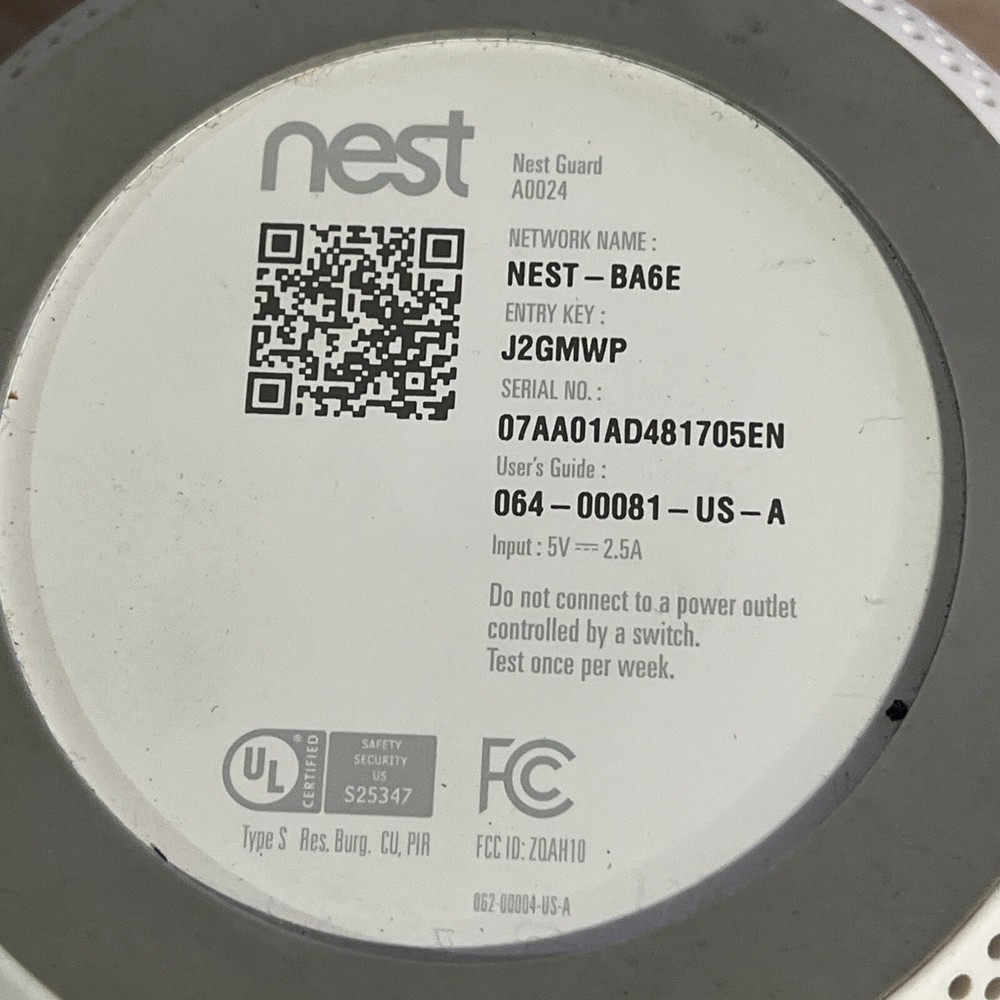 nest
Nest Guard
A0024
NETWORK NAME :
NEST – BA6E
ENTRY KEY :
J2GMWP
SERIAL NO. :
07AA01AD481705EN
User's Guide :
064 – 00081 – US – A
Input : 5V ⎓ 2.5A
Do not connect to a power outlet
controlled by a switch.
Test once per week.
UL ® CERTIFIED
SAFETY
SECURITY
US
S25347
Type S Res. Burg. CU, PIR
FC
FCC ID: ZQAH10
062-00004-US-A